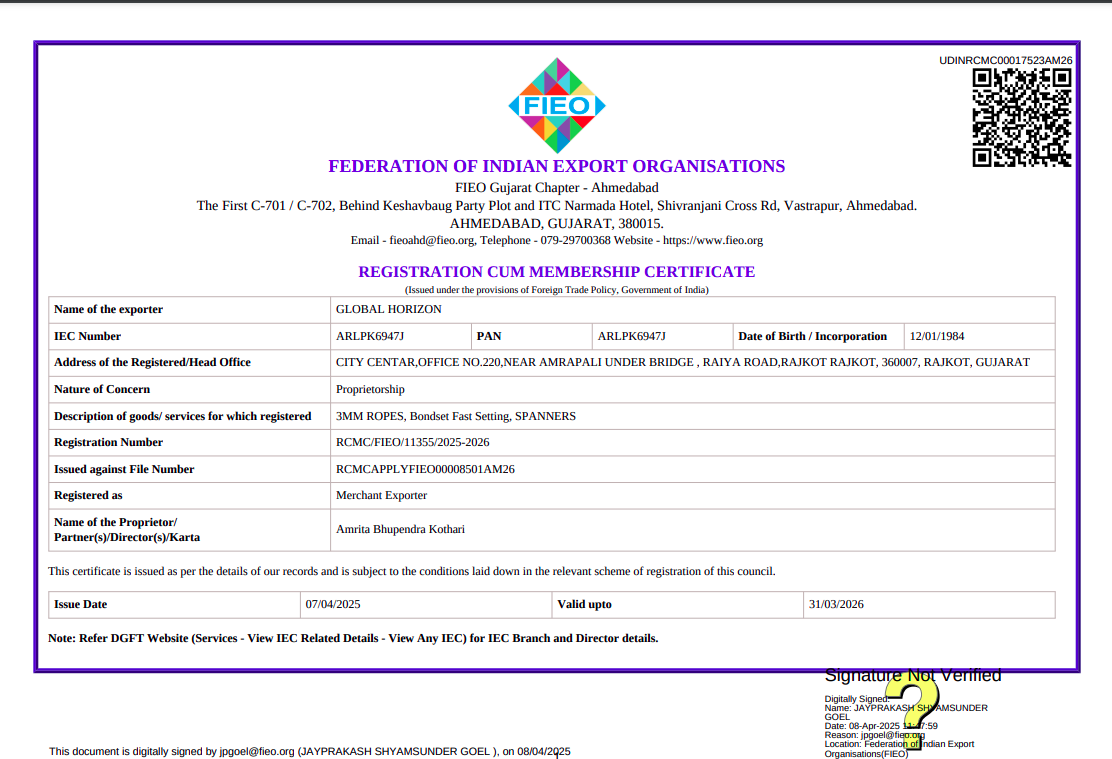 UDINRCMC00017523AM26
FIEO
FEDERATION OF INDIAN EXPORT ORGANISATIONS
FIEO Gujarat Chapter - Ahmedabad
The First C-701 / C-702, Behind Keshavbaug Party Plot and ITC Narmada Hotel, Shivranjani Cross Rd, Vastrapur, Ahmedabad.
AHMEDABAD, GUJARAT, 380015.
Email - fieoahd@fieo.org, Telephone - 079-29700368 Website - https://www.fieo.org
REGISTRATION CUM MEMBERSHIP CERTIFICATE
(Issued under the provisions of Foreign Trade Policy, Government of India)
Name of the exporter GLOBAL HORIZON
IEC Number ARLPK6947J PAN ARLPK6947J Date of Birth / Incorporation 12/01/1984
Address of the Registered/Head Office CITY CENTAR,OFFICE NO.220,NEAR AMRAPALI UNDER BRIDGE , RAIYA ROAD,RAJKOT RAJKOT, 360007, RAJKOT, GUJARAT
Nature of Concern Proprietorship
Description of goods/ services for which registered 3MM ROPES, Bondset Fast Setting, SPANNERS
Registration Number RCMC/FIEO/11355/2025-2026
Issued against File Number RCMCAPPLYFIEO00008501AM26
Registered as Merchant Exporter
Name of the Proprietor/
Partner(s)/Director(s)/Karta Amrita Bhupendra Kothari
This certificate is issued as per the details of our records and is subject to the conditions laid down in the relevant scheme of registration of this council.
Issue Date 07/04/2025 Valid upto 31/03/2026
Note: Refer DGFT Website (Services - View IEC Related Details - View Any IEC) for IEC Branch and Director details.
Signature Not Verified
Digitally Signed.
Name: JAYPRAKASH SHYAMSUNDER
GOEL
Date: 08-Apr-2025 11:47:59
Reason: jpgoel@fieo.org
Location: Federation of Indian Export
Organisations(FIEO)
This document is digitally signed by jpgoel@fieo.org (JAYPRAKASH SHYAMSUNDER GOEL ), on 08/04/2025
1